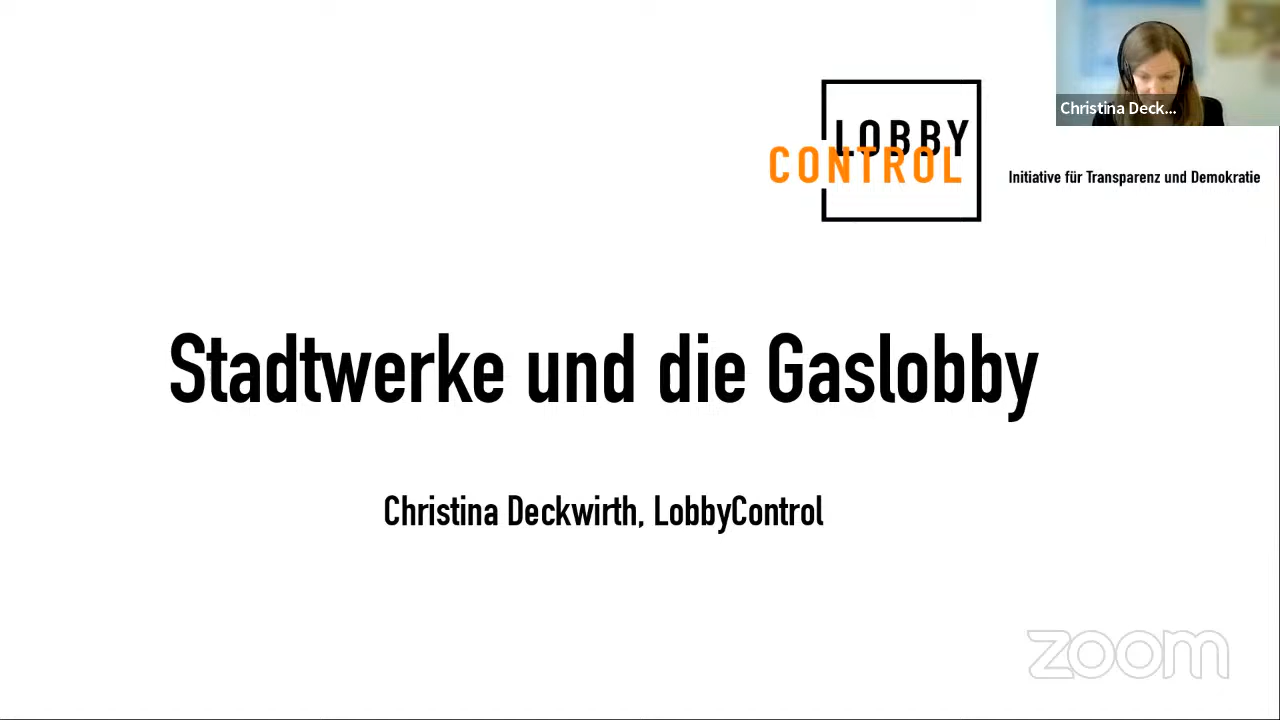 Christina Deck...
LOBBY
CONTROL
Initiative für Transparenz und Demokratie
Stadtwerke und die Gaslobby
Christina Deckwirth, LobbyControl
zoom